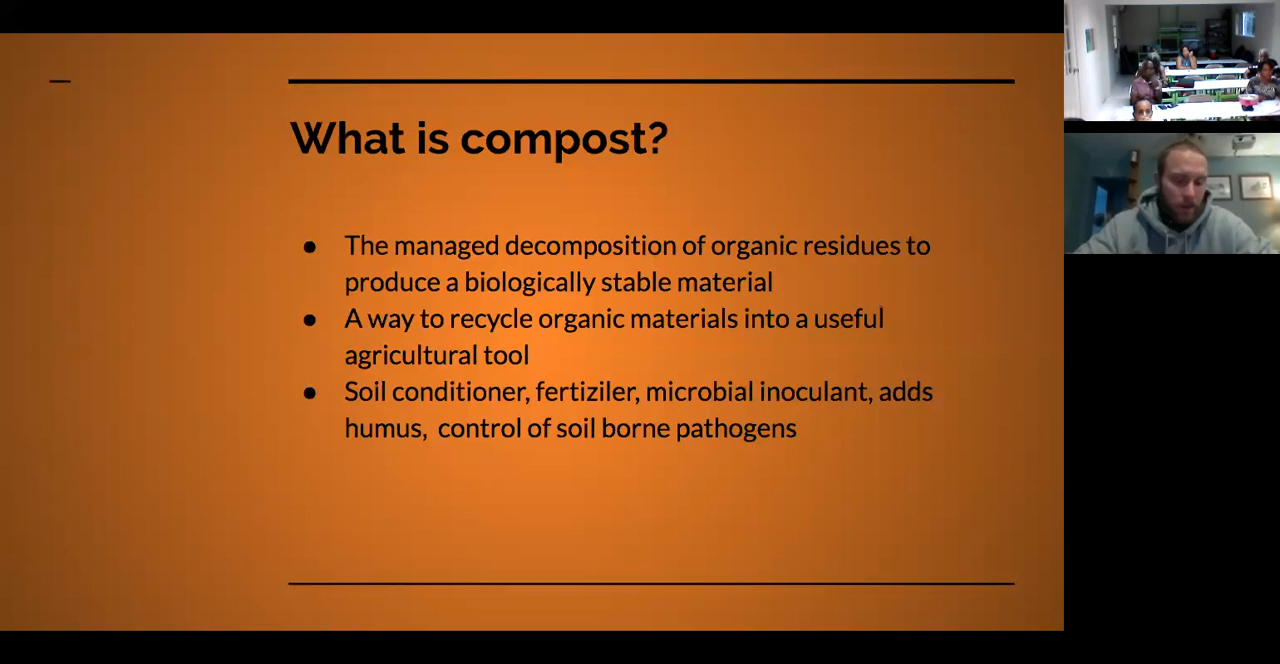 What is compost?
● The managed decomposition of organic residues to
produce a biologically stable material
● A way to recycle organic materials into a useful
agricultural tool
● Soil conditioner, fertiziler, microbial inoculant, adds
humus,  control of soil borne pathogens